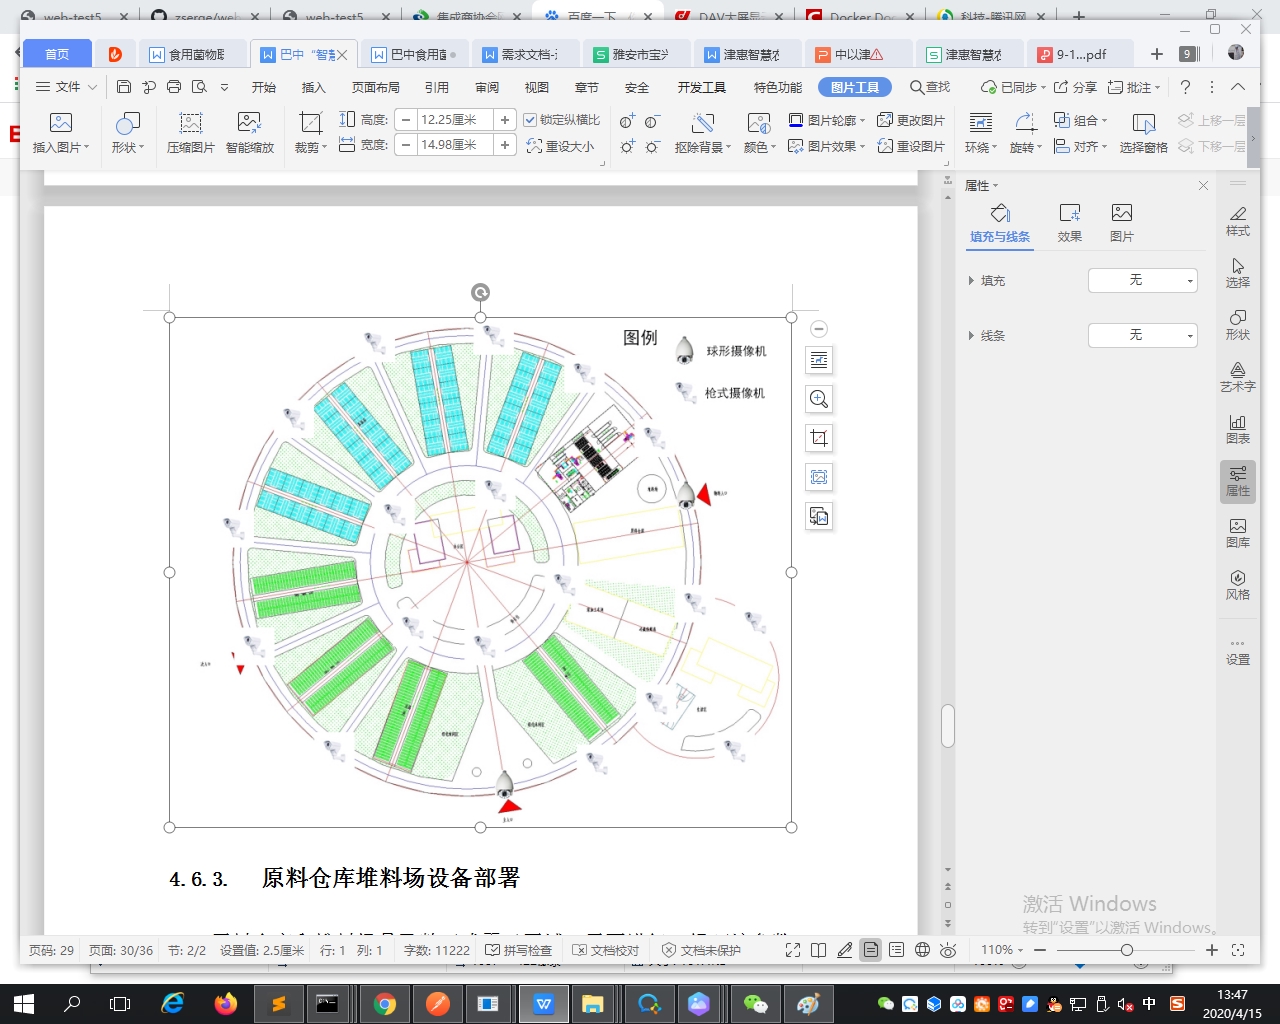 web-test5
zserge/web
web-test5
集成商协会
百度一下
DAV大屏
Docker Doc
科技-腾讯网
首页
食用菌物联
巴中“智慧
巴中食用菌
需求文档-
雅安市宝兴
津惠智慧农
中以津
津惠智慧农
9-1....pdf
9
文件
开始
插入
页面布局
引用
审阅
视图
章节
安全
开发工具
特色功能
图片工具
查找
已同步
分享
批注
插入图片
形状
压缩图片
智能缩放
裁剪
高度:
12.25厘米
宽度:
14.98厘米
锁定纵横比
重设大小
抠除背景
颜色
图片轮廓
图片效果
更改图片
重设图片
环绕
旋转
组合
对齐
选择窗格
上移一层
下移一层
属性
填充与线条
效果
图片
填充
无
线条
无
样式
选择
形状
艺术字
图表
属性
图库
风格
设置
图例
球形摄像机
枪式摄像机
4.6.3. 原料仓库堆料场设备部署
激活 Windows
转到“设置”以激活 Windows。
页码: 29
页面: 30/36
节: 2/2
设置值: 2.5厘米
行: 1
列: 1
字数: 11222
拼写检查
文档校对
文档未保护
110%
中
13:47
2020/4/15